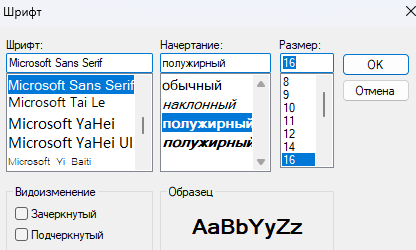 Шрифт
Шрифт:
Microsoft Sans Serif
Microsoft Sans Serif
Microsoft Tai Le
Microsoft YaHei
Microsoft YaHei UI
Microsoft Yi Baiti
Начертание:
полужирный
обычный
наклонный
полужирный
полужирный
Размер:
16
8
9
10
11
12
14
16
OK
Отмена
Видоизменение
Зачеркнутый
Подчеркнутый
Образец
AaBbYyZz